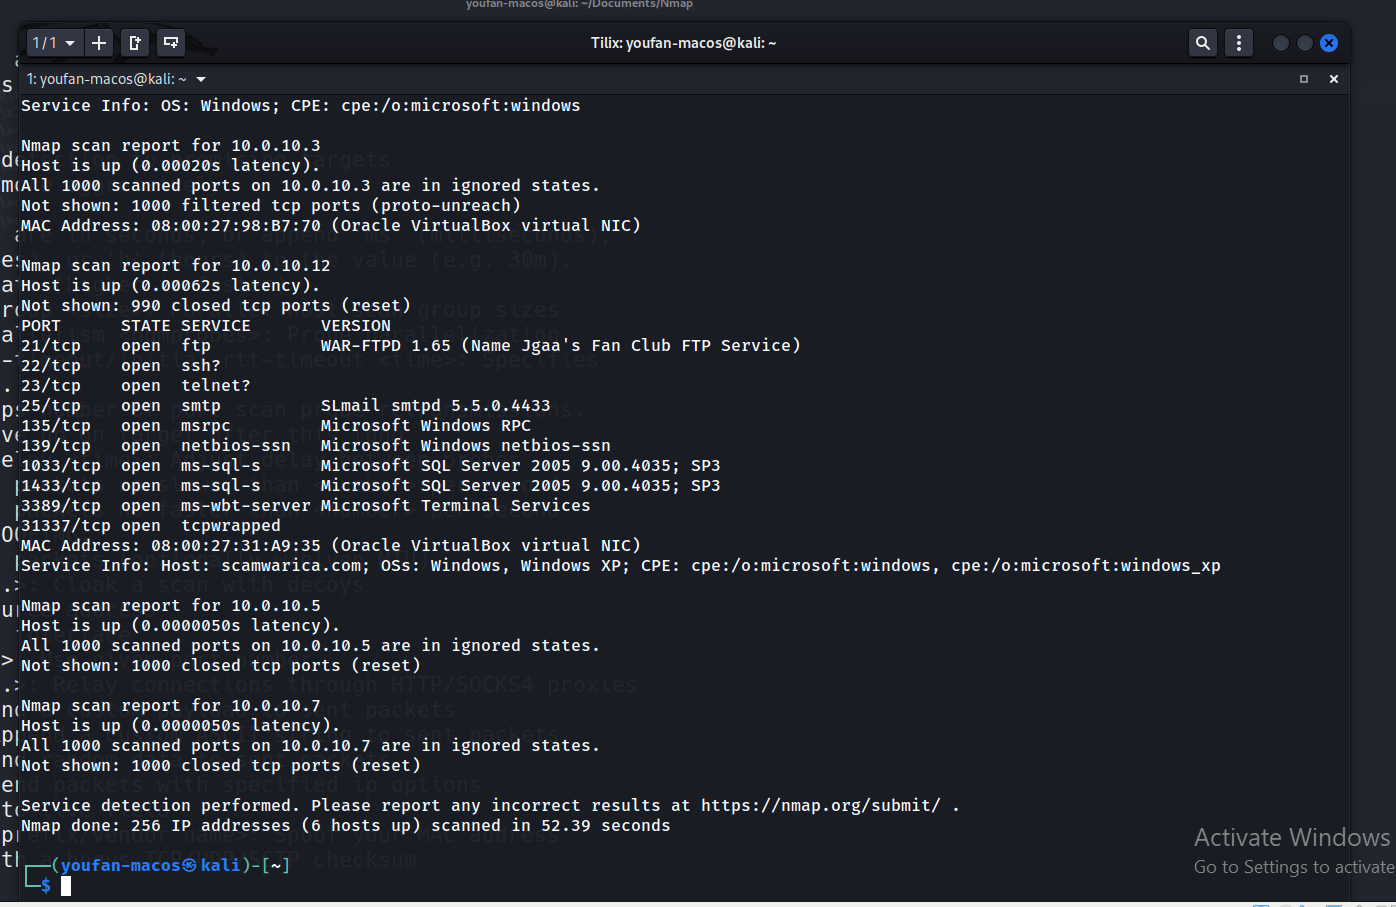 youfan-macos@kali: ~/Documents/Nmap
1/1
Tilix: youfan-macos@kali: ~
1: youfan-macos@kali: ~
Service Info: OS: Windows; CPE: cpe:/o:microsoft:windows
Nmap scan report for 10.0.10.3
Host is up (0.00020s latency).
All 1000 scanned ports on 10.0.10.3 are in ignored states.
Not shown: 1000 filtered tcp ports (proto-unreach)
MAC Address: 08:00:27:98:B7:70 (Oracle VirtualBox virtual NIC)
Nmap scan report for 10.0.10.12
Host is up (0.00062s latency).
Not shown: 990 closed tcp ports (reset)
PORT STATE SERVICE VERSION
21/tcp open ftp WAR-FTPD 1.65 (Name Jgaa's Fan Club FTP Service)
22/tcp open ssh?
23/tcp open telnet?
25/tcp open smtp SLmail smtpd 5.5.0.4433
135/tcp open msrpc Microsoft Windows RPC
139/tcp open netbios-ssn Microsoft Windows netbios-ssn
1033/tcp open ms-sql-s Microsoft SQL Server 2005 9.00.4035; SP3
1433/tcp open ms-sql-s Microsoft SQL Server 2005 9.00.4035; SP3
3389/tcp open ms-wbt-server Microsoft Terminal Services
31337/tcp open tcpwrapped
MAC Address: 08:00:27:31:A9:35 (Oracle VirtualBox virtual NIC)
Service Info: Host: scamwarica.com; OSs: Windows, Windows XP; CPE: cpe:/o:microsoft:windows, cpe:/o:microsoft:windows_xp
Cloak a scan with decoys
Nmap scan report for 10.0.10.5
Host is up (0.0000050s latency).
All 1000 scanned ports on 10.0.10.5 are in ignored states.
Not shown: 1000 closed tcp ports (reset)
Relay connections through HTTP/SOCKS4 proxies
Nmap scan report for 10.0.10.7
Host is up (0.0000050s latency).
All 1000 scanned ports on 10.0.10.7 are in ignored states.
Not shown: 1000 closed tcp ports (reset)
packets with specified ip options
Service detection performed. Please report any incorrect results at https://nmap.org/submit/ .
Nmap done: 256 IP addresses (6 hosts up) scanned in 52.39 seconds
checksum
(youfan-macos㉿kali)-[~]
$
Activate Windows
Go to Settings to activate